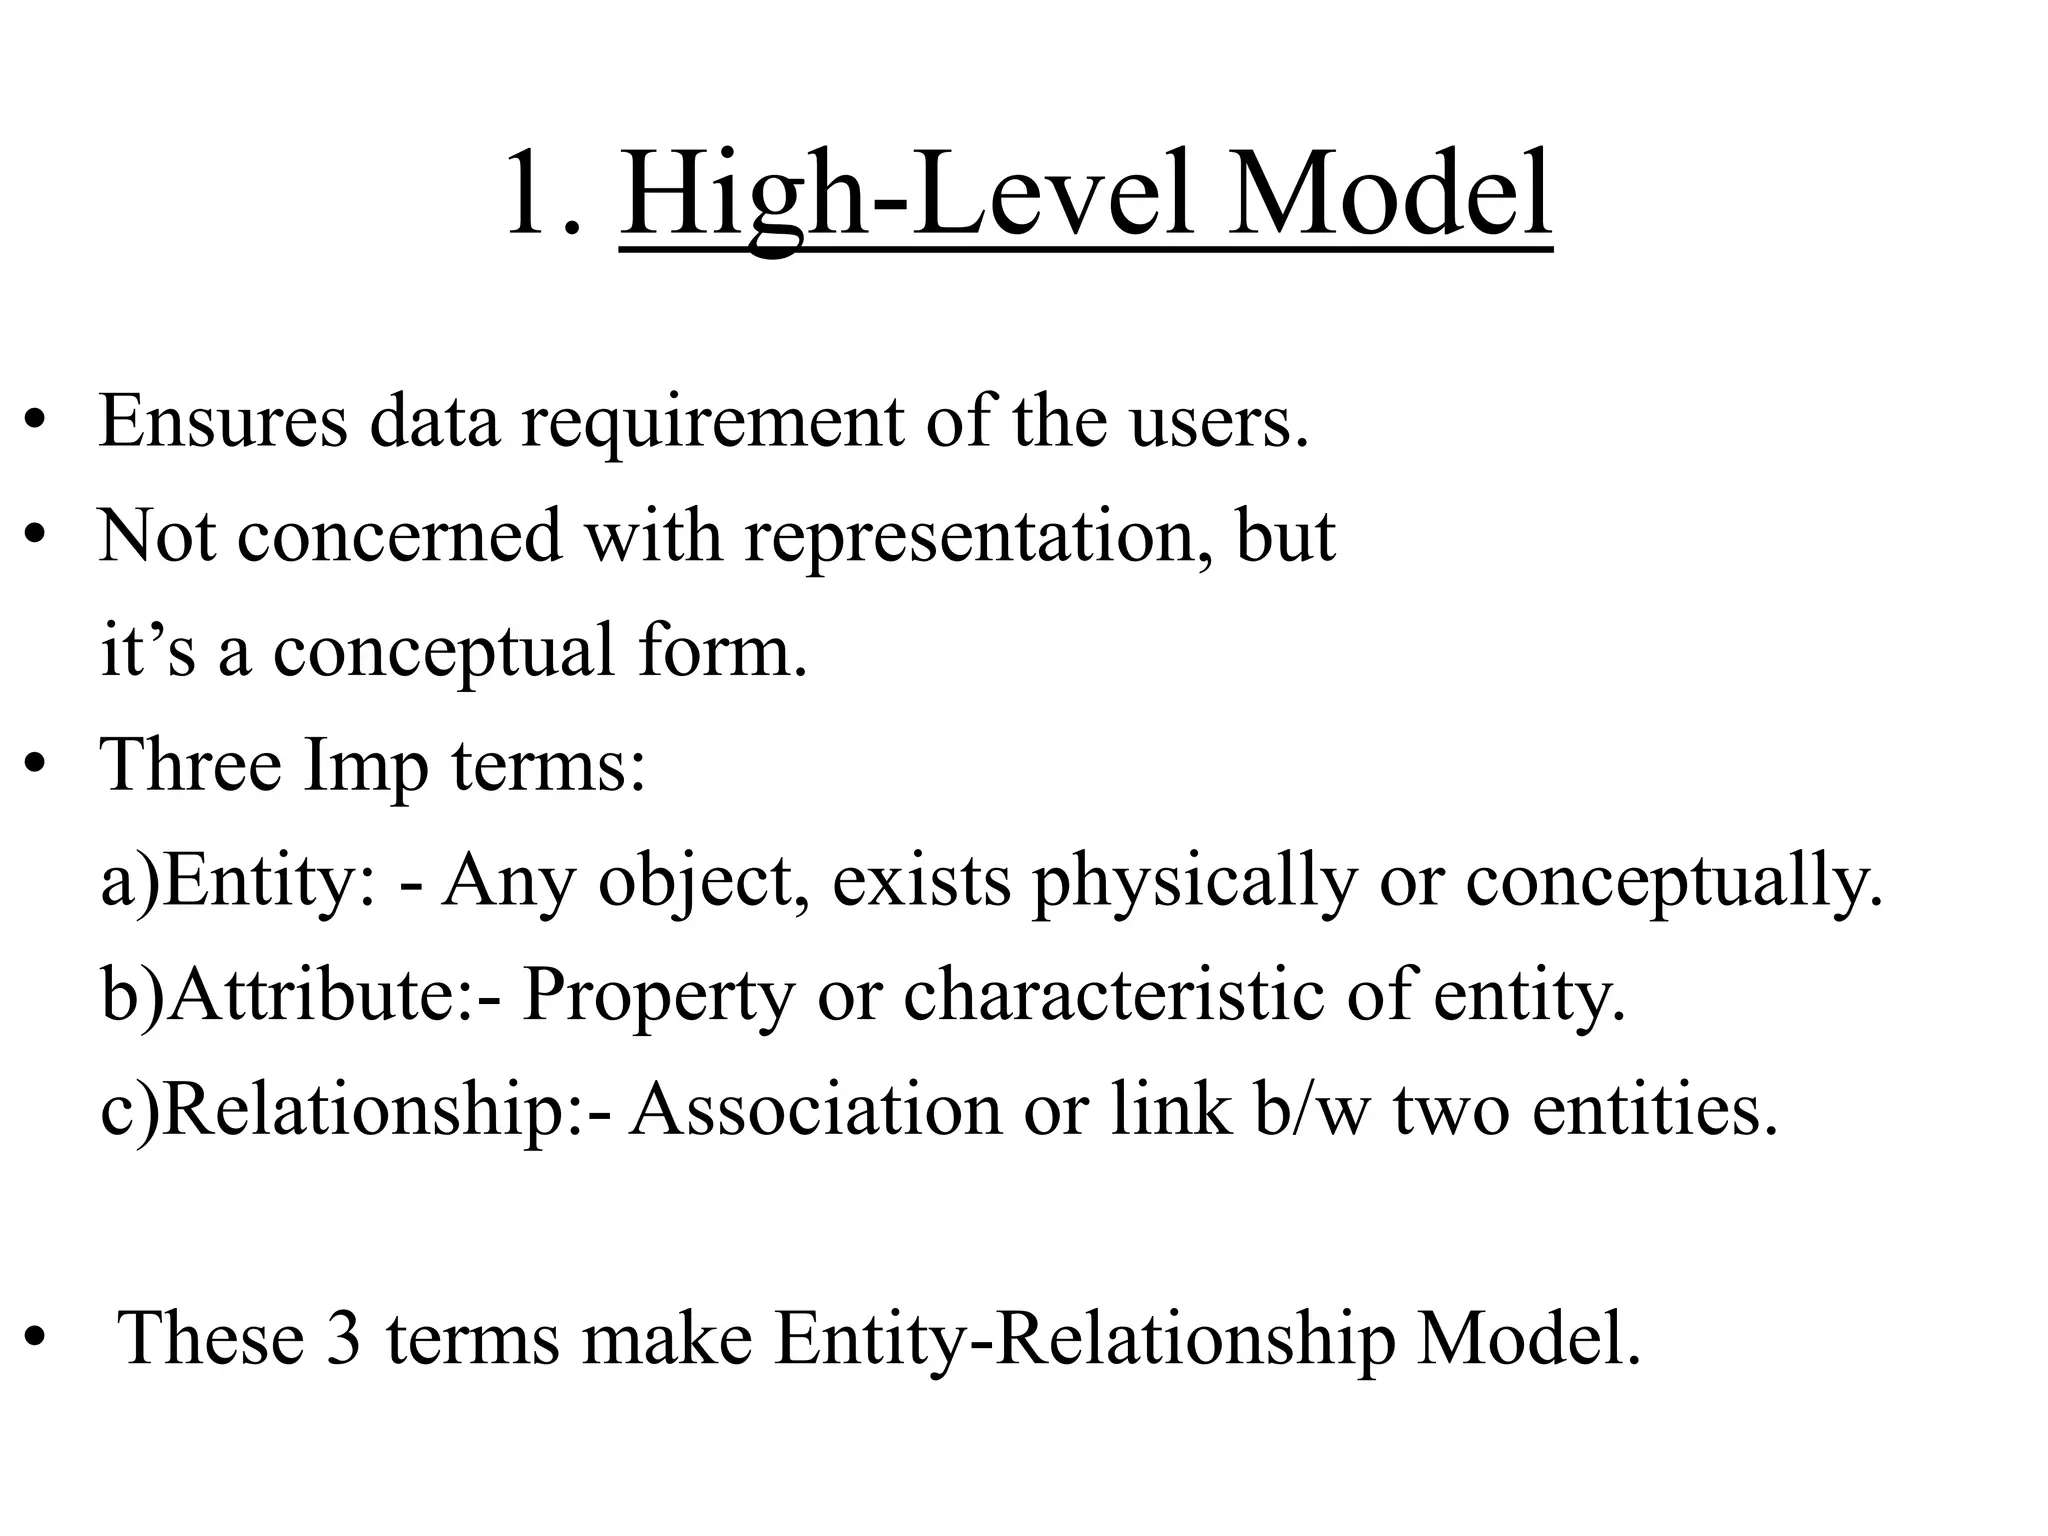 1. High-Level Model
• Ensures data requirement of the users.
• Not concerned with representation, but
it’s a conceptual form.
• Three Imp terms:
a)Entity: - Any object, exists physically or conceptually.
b)Attribute:- Property or characteristic of entity.
c)Relationship:- Association or link b/w two entities.
• These 3 terms make Entity-Relationship Model.